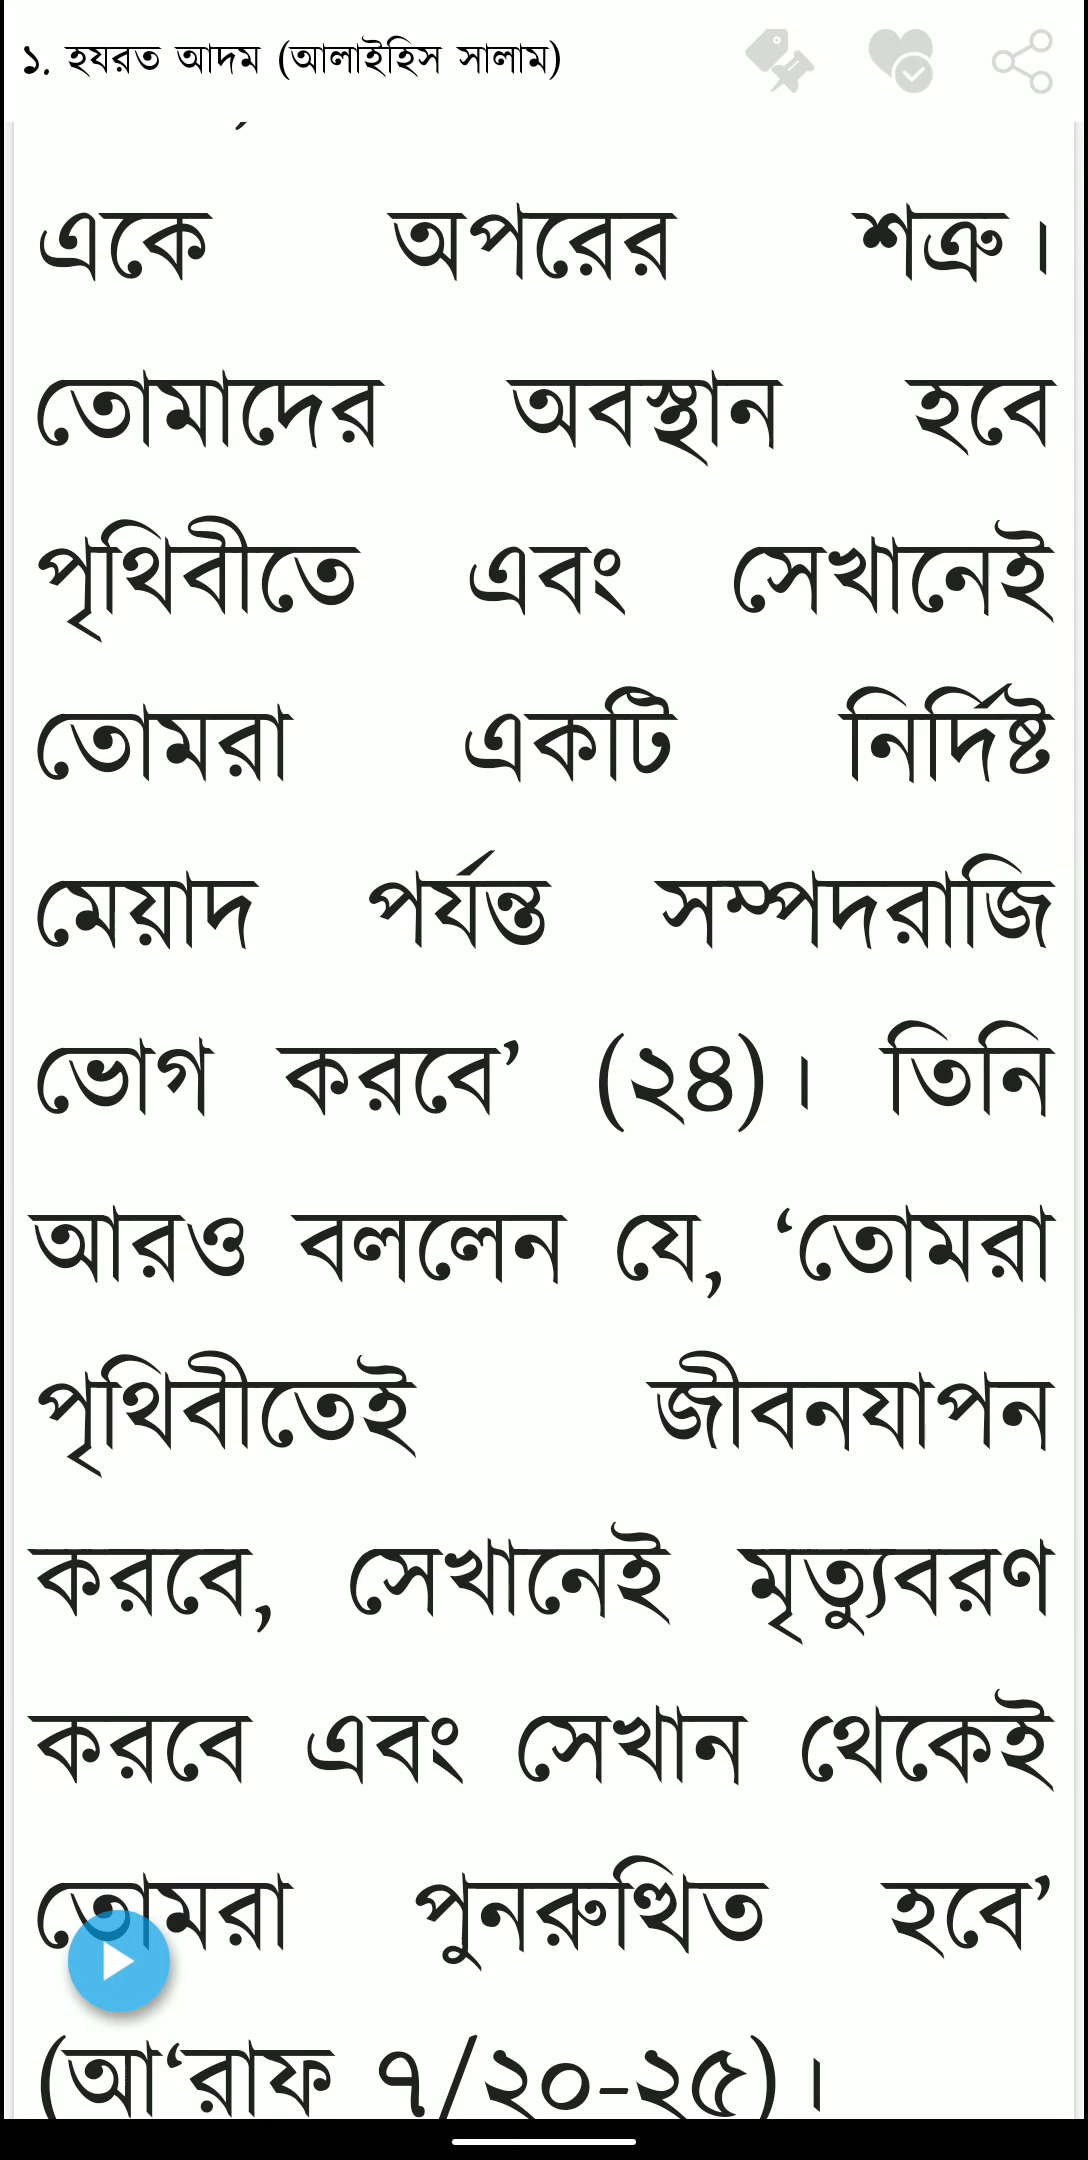 ১. হযরত আদম (আলাইহিস সালাম)
একে অপরের শত্রু।
তোমাদের অবস্থান হবে
পৃথিবীতে এবং সেখানেই
তোমরা একটি নির্দিষ্ট
মেয়াদ পর্যন্ত সম্পদরাজি
ভোগ করবে’ (২৪)। তিনি
আরও বললেন যে, ‘তোমরা
পৃথিবীতেই জীবনযাপন
করবে, সেখানেই মৃত্যুবরণ
করবে এবং সেখান থেকেই
তোমরা পুনরুত্থিত হবে’
(আ‘রাফ ৭/২০-২৫)।